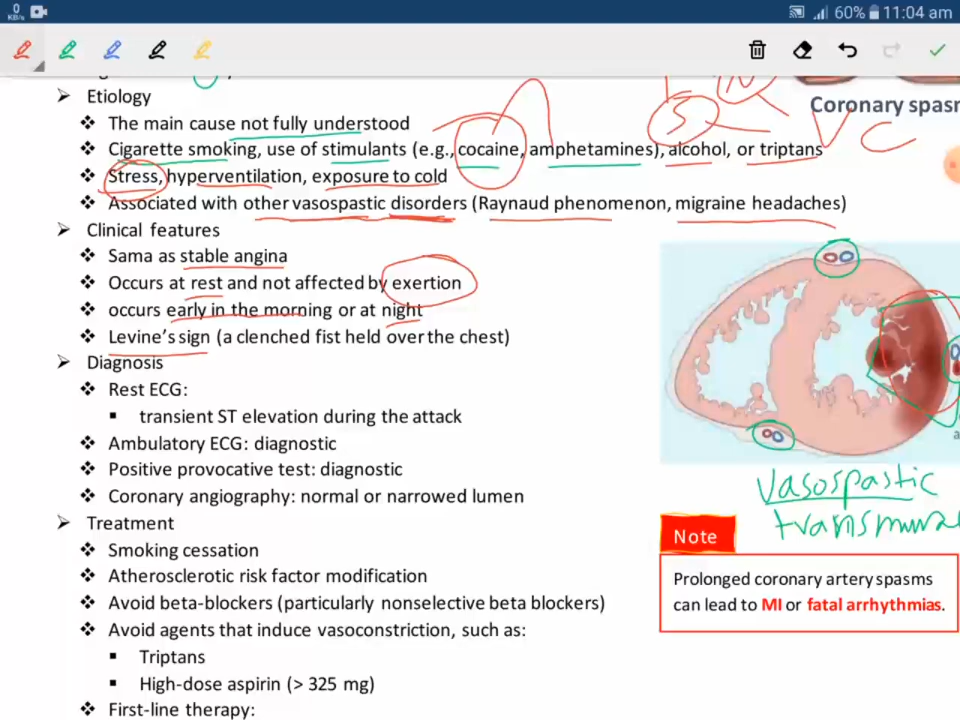 0
KB/s
60% 11:04 am
Etiology
The main cause not fully understood
Cigarette smoking, use of stimulants (e.g., cocaine, amphetamines), alcohol, or triptans
Stress, hyperventilation, exposure to cold
Associated with other vasospastic disorders (Raynaud phenomenon, migraine headaches)
Clinical features
Sama as stable angina
Occurs at rest and not affected by exertion
occurs early in the morning or at night
Levine's sign (a clenched fist held over the chest)
Diagnosis
Rest ECG:
transient ST elevation during the attack
Ambulatory ECG: diagnostic
Positive provocative test: diagnostic
Coronary angiography: normal or narrowed lumen
Treatment
Smoking cessation
Atherosclerotic risk factor modification
Avoid beta-blockers (particularly nonselective beta blockers)
Avoid agents that induce vasoconstriction, such as:
Triptans
High-dose aspirin (> 325 mg)
First-line therapy:
Coronary spasm
S
V C
vasospastic
transmura
Note
Prolonged coronary artery spasms
can lead to MI or fatal arrhythmias.